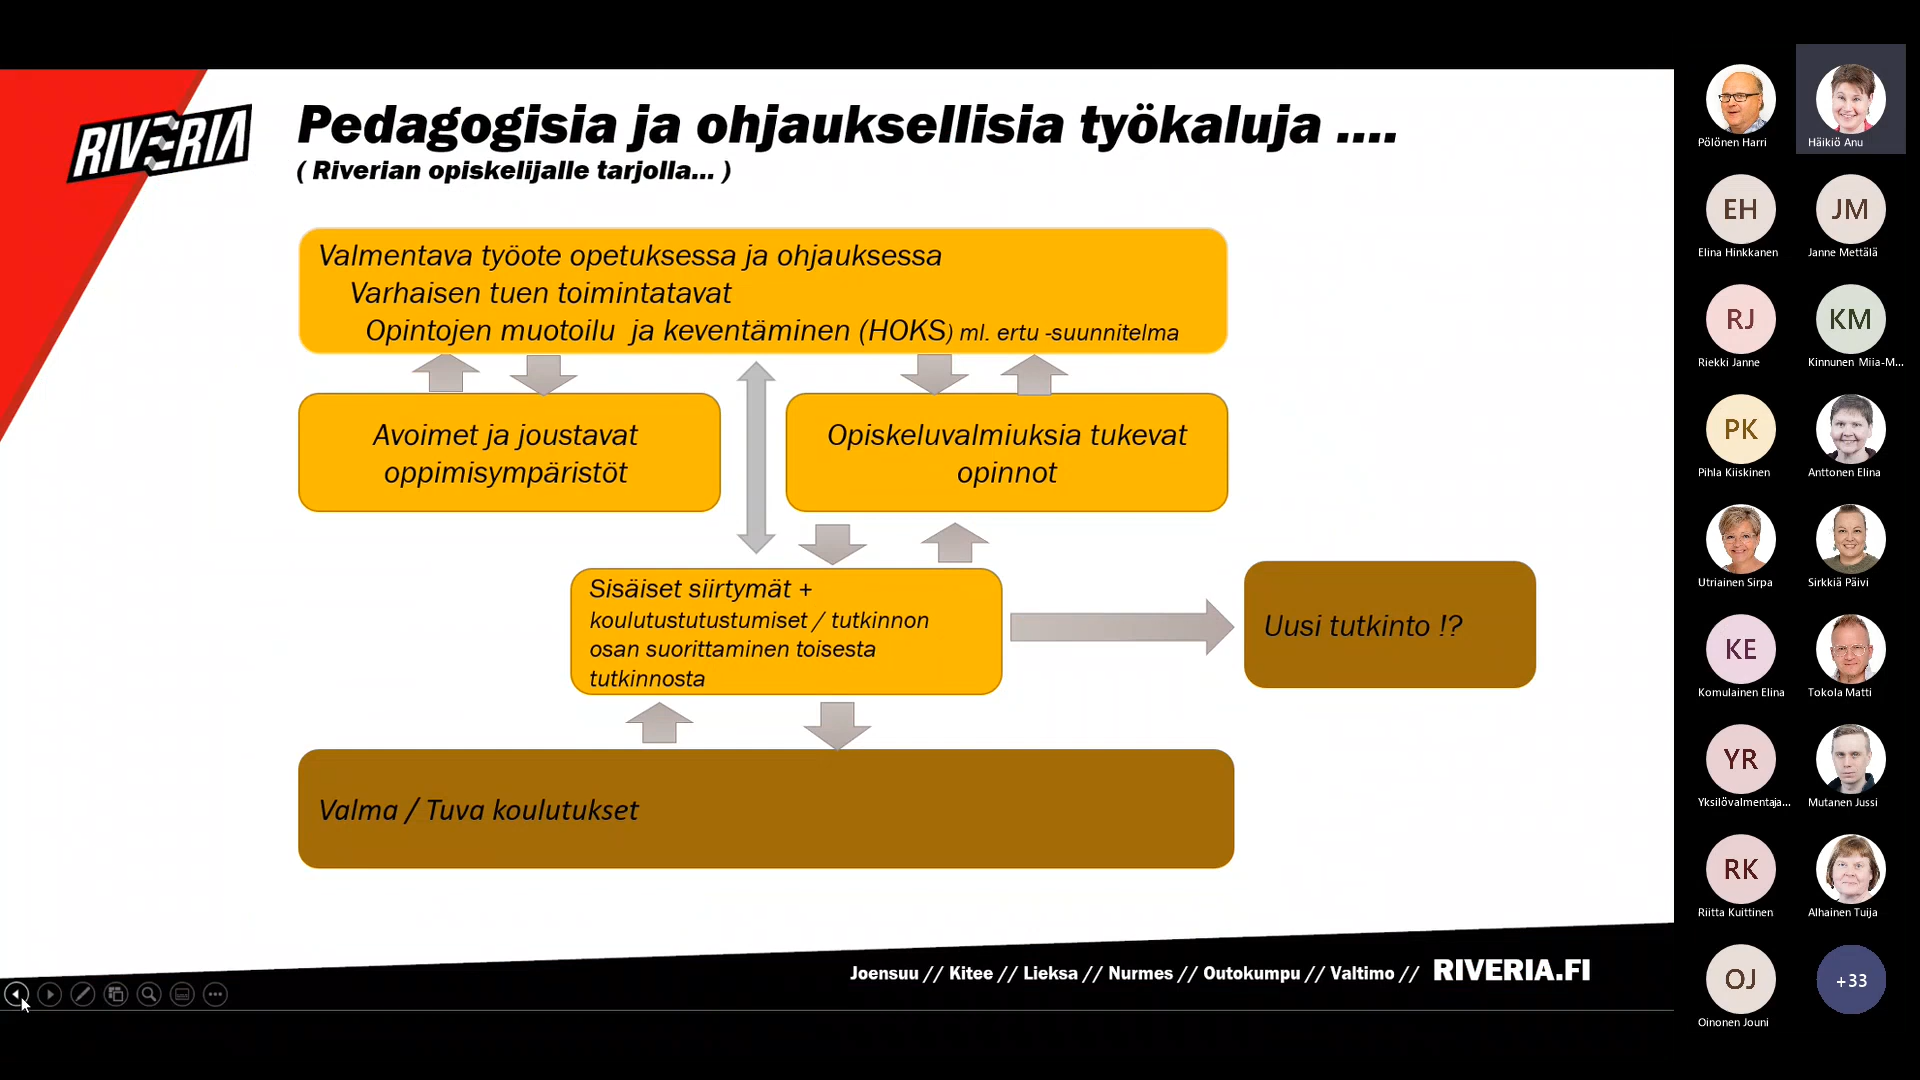 RIVERIA
Pedagogisia ja ohjauksellisia työkaluja ....
( Riverian opiskelijalle tarjolla... )
Valmentava työote opetuksessa ja ohjauksessa
Varhaisen tuen toimintatavat
Opintojen muotoilu ja keventäminen (HOKS) ml. ertu -suunnitelma
Avoimet ja joustavat
oppimisympäristöt
Opiskeluvalmiuksia tukevat
opinnot
Sisäiset siirtymät +
koulutustutustumiset / tutkinnon
osan suorittaminen toisesta
tutkinnosta
Uusi tutkinto !?
Valma / Tuva koulutukset
Joensuu // Kitee // Lieksa // Nurmes // Outokumpu // Valtimo // RIVERIA.FI
Pölönen Harri
Häikiö Anu
EH
Elina Hinkkanen
JM
Janne Mettälä
RJ
Riekki Janne
KM
Kinnunen Miia-M...
PK
Pihla Kiiskinen
Anttonen Elina
Utriainen Sirpa
Sirkkiä Päivi
KE
Komulainen Elina
Tokola Matti
YR
Yksilövalmentaja...
Mutanen Jussi
RK
Riitta Kuittinen
Alhainen Tuija
OJ
Oinonen Jouni
+33